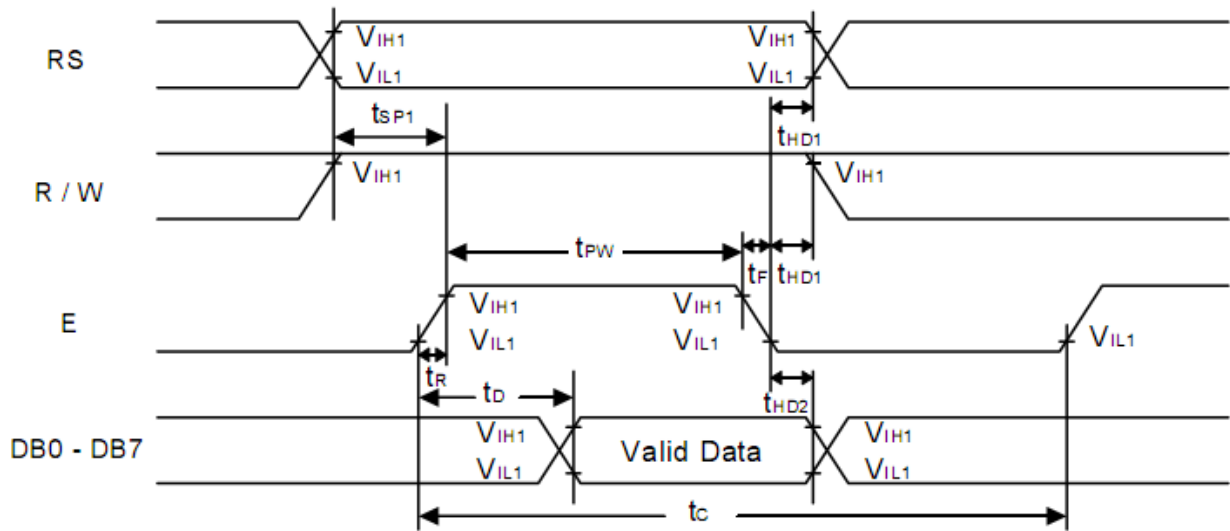 RS
VIH1 VIH1
VIL1 VIL1
tSP1
tHD1
R / W
VIH1 VIH1
tPW
tF tHD1
E
VIH1 VIH1
VIL1 VIL1 VIL1
tR tD
tHD2
DB0 - DB7
VIH1 Valid Data VIH1
VIL1 VIL1
tC